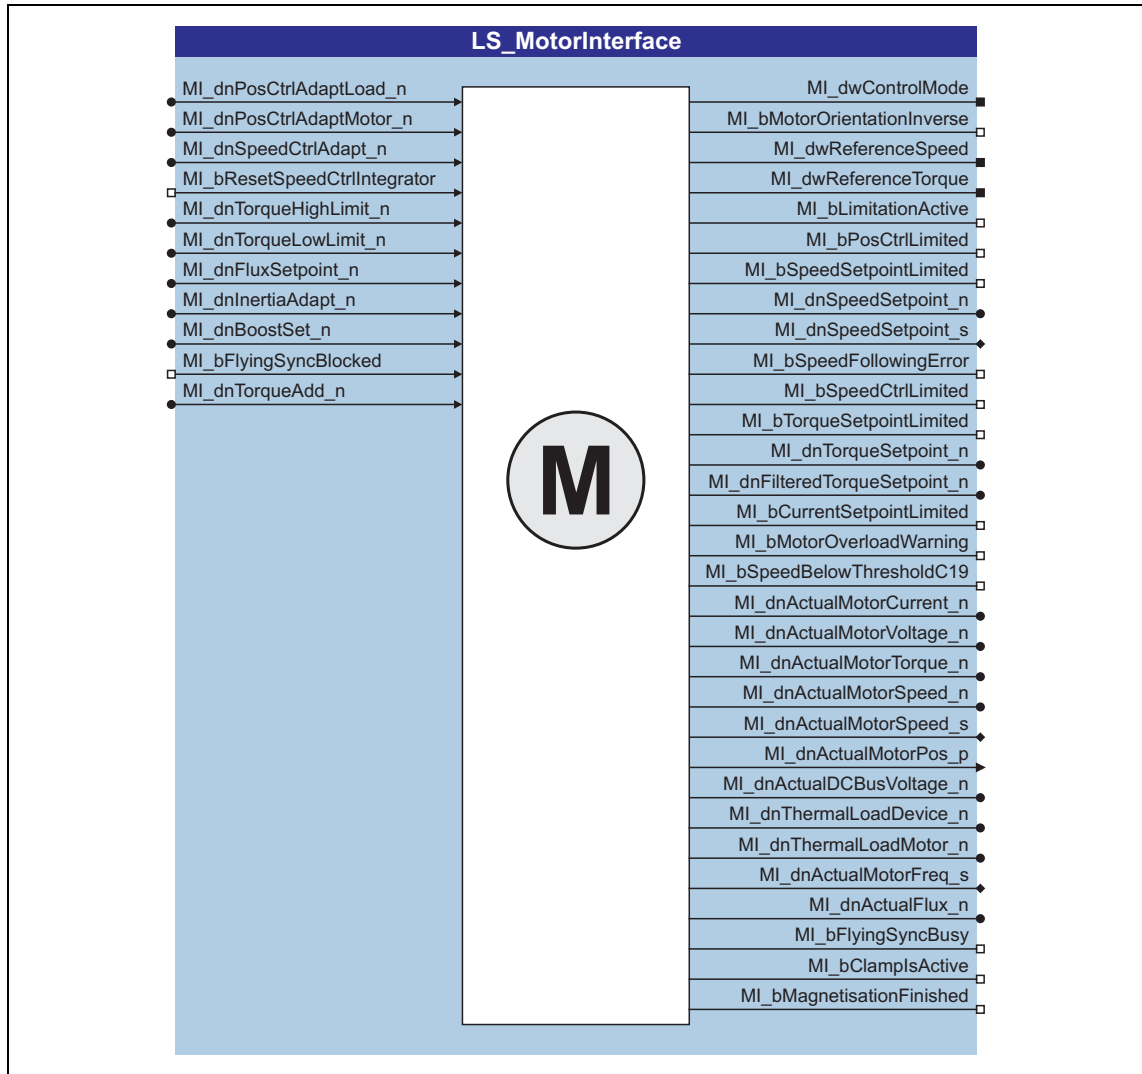 LS_MotorInterface
MI_dnPosCtrlAdaptLoad_n
MI_dnPosCtrlAdaptMotor_n
MI_dnSpeedCtrlAdapt_n
MI_bResetSpeedCtrlIntegrator
MI_dnTorqueHighLimit_n
MI_dnTorqueLowLimit_n
MI_dnFluxSetpoint_n
MI_dnInertiaAdapt_n
MI_dnBoostSet_n
MI_bFlyingSyncBlocked
MI_dnTorqueAdd_n
M
MI_dwControlMode
MI_bMotorOrientationInverse
MI_dwReferenceSpeed
MI_dwReferenceTorque
MI_bLimitationActive
MI_bPosCtrlLimited
MI_bSpeedSetpointLimited
MI_dnSpeedSetpoint_n
MI_dnSpeedSetpoint_s
MI_bSpeedFollowingError
MI_bSpeedCtrlLimited
MI_bTorqueSetpointLimited
MI_dnTorqueSetpoint_n
MI_dnFilteredTorqueSetpoint_n
MI_bCurrentSetpointLimited
MI_bMotorOverloadWarning
MI_bSpeedBelowThresholdC19
MI_dnActualMotorCurrent_n
MI_dnActualMotorVoltage_n
MI_dnActualMotorTorque_n
MI_dnActualMotorSpeed_n
MI_dnActualMotorSpeed_s
MI_dnActualMotorPos_p
MI_dnActualDCBusVoltage_n
MI_dnThermalLoadDevice_n
MI_dnThermalLoadMotor_n
MI_dnActualMotorFreq_s
MI_dnActualFlux_n
MI_bFlyingSyncBusy
MI_bClampIsActive
MI_bMagnetisationFinished